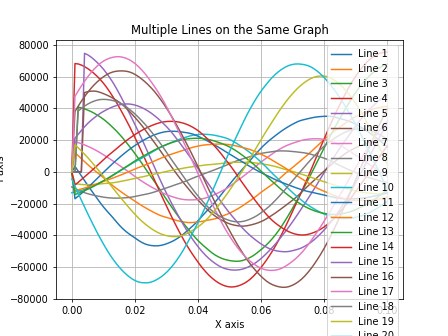 Multiple Lines on the Same Graph
80000
60000
40000
20000
0
−20000
−40000
−60000
−80000
0.00
0.02
0.04
0.06
X axis
Line 1
Line 2
Line 3
Line 4
Line 5
Line 6
Line 7
Line 8
Line 9
Line 10
Line 11
Line 12
Line 13
Line 14
Line 15
Line 16
Line 17
Line 18
Line 19
Line 20